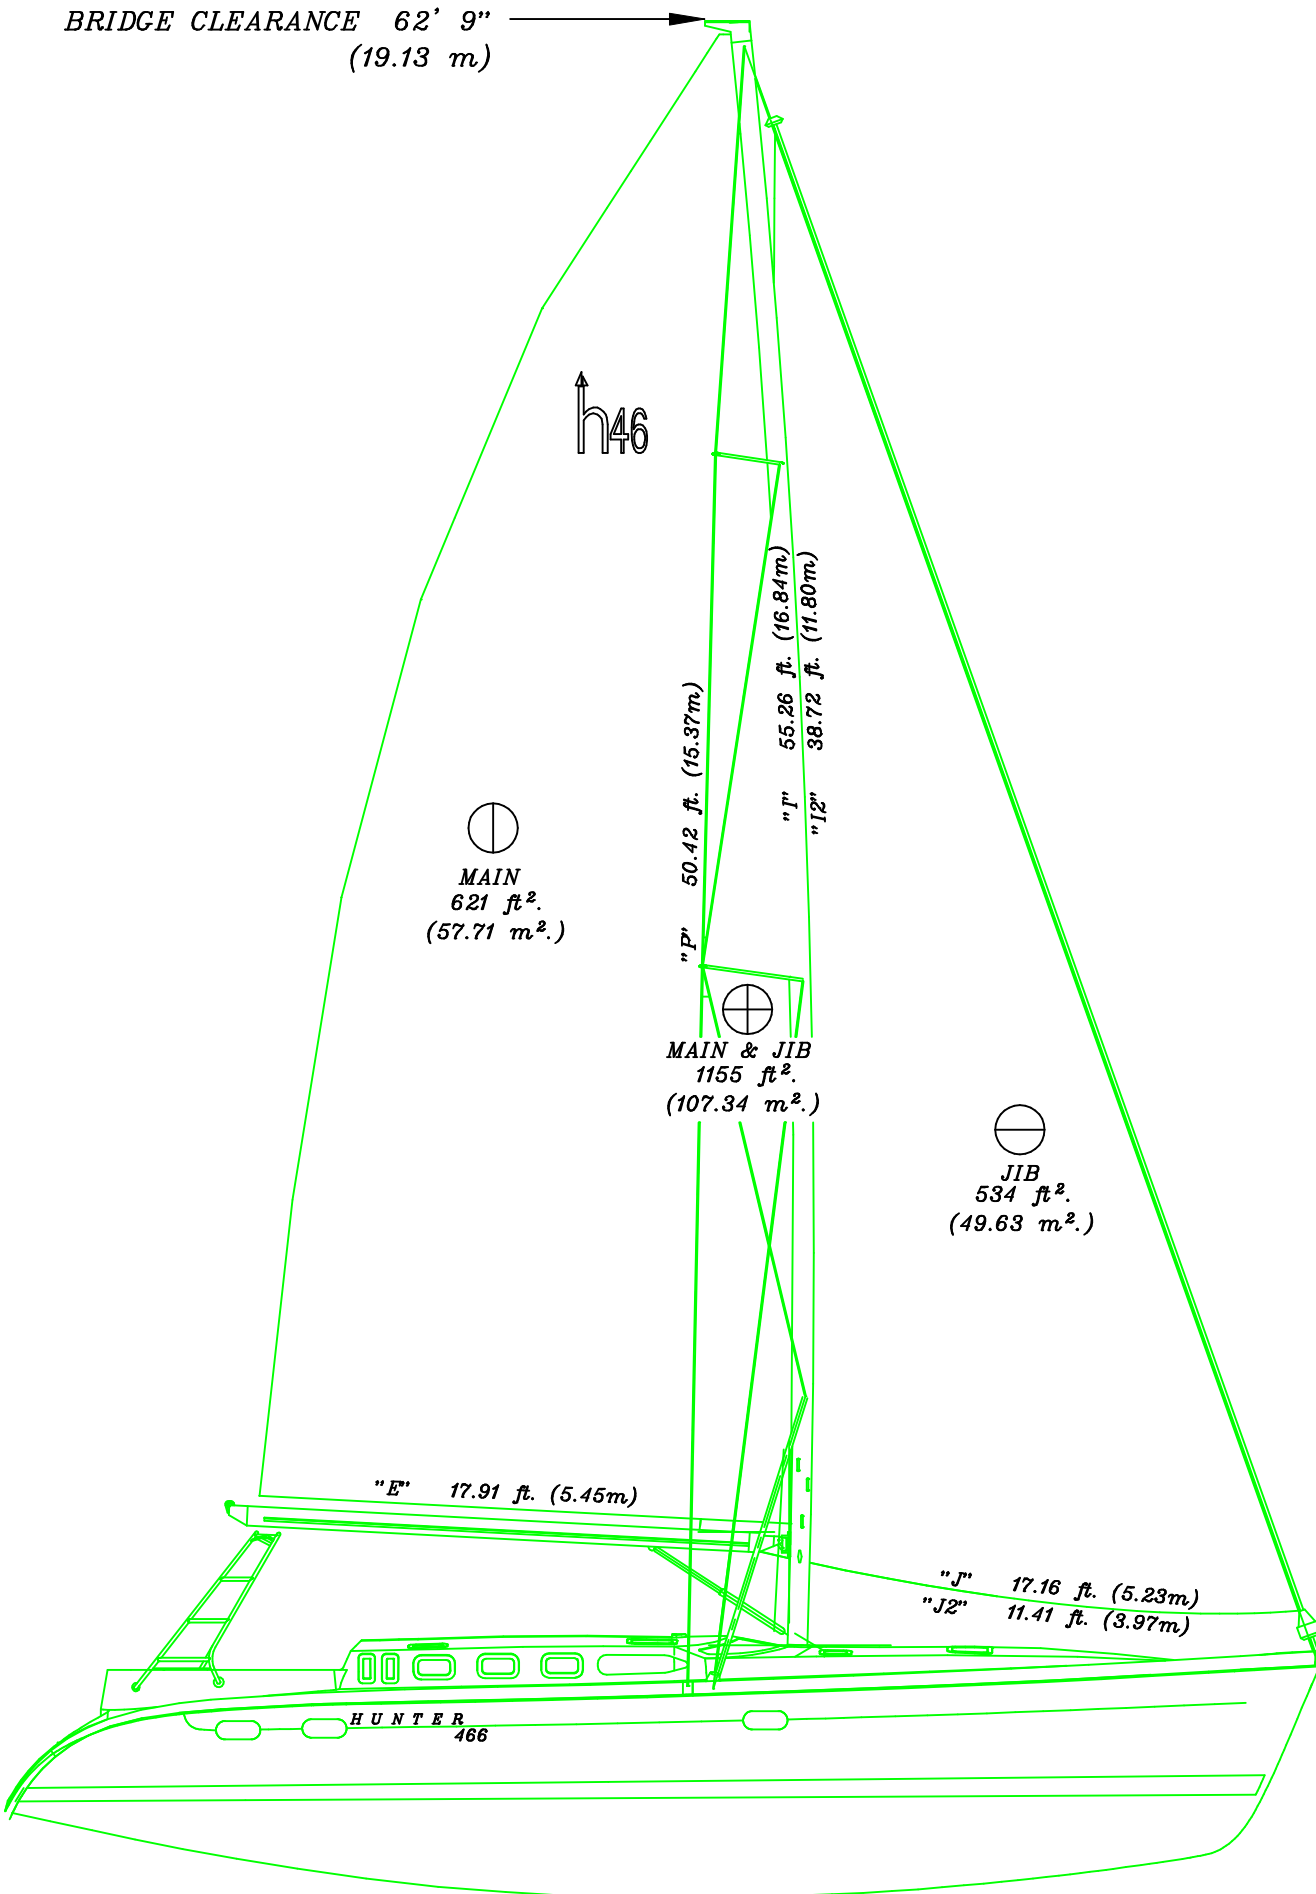 BRIDGE CLEARANCE 62' 9"
(19.13 m)
h46
"P" 50.42 ft. (15.37m)
"I" 55.26 ft. (16.84m)
"I2" 38.72 ft. (11.80m)
MAIN
621 ft².
(57.71 m².)
MAIN & JIB
1155 ft².
(107.34 m².)
JIB
534 ft².
(49.63 m².)
"E" 17.91 ft. (5.45m)
"J" 17.16 ft. (5.23m)
"J2" 11.41 ft. (3.97m)
HUNTER
466